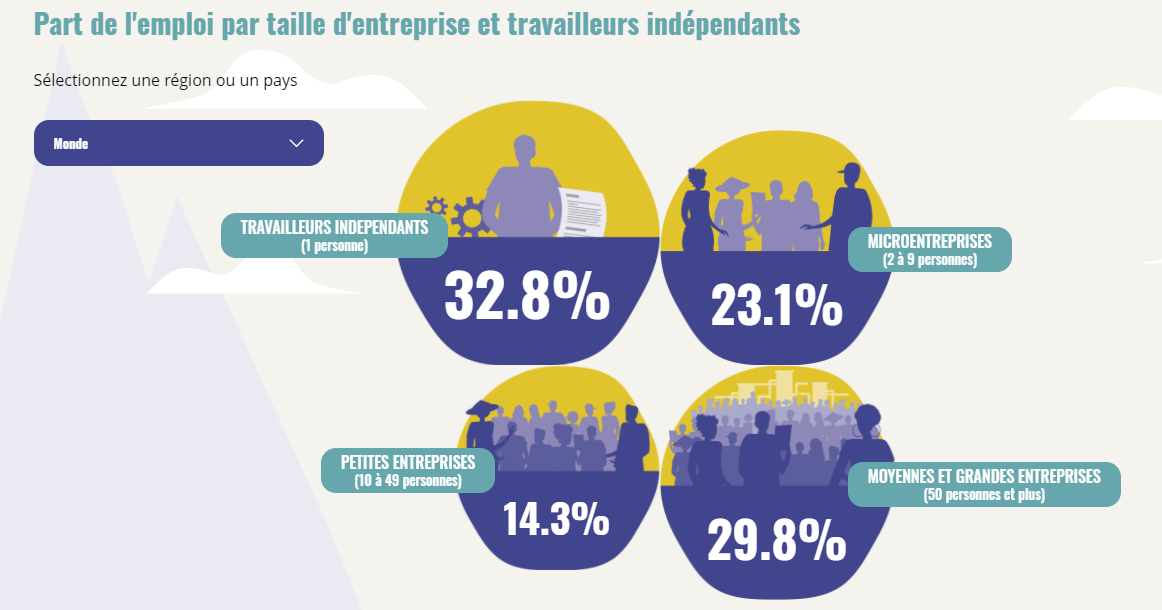 Part de l'emploi par taille d'entreprise et travailleurs indépendants
Sélectionnez une région ou un pays
Monde
TRAVAILLEURS INDEPENDANTS
(1 personne)
32.8%
MICROENTREPRISES
(2 à 9 personnes)
23.1%
PETITES ENTREPRISES
(10 à 49 personnes)
14.3%
MOYENNES ET GRANDES ENTREPRISES
(50 personnes et plus)
29.8%